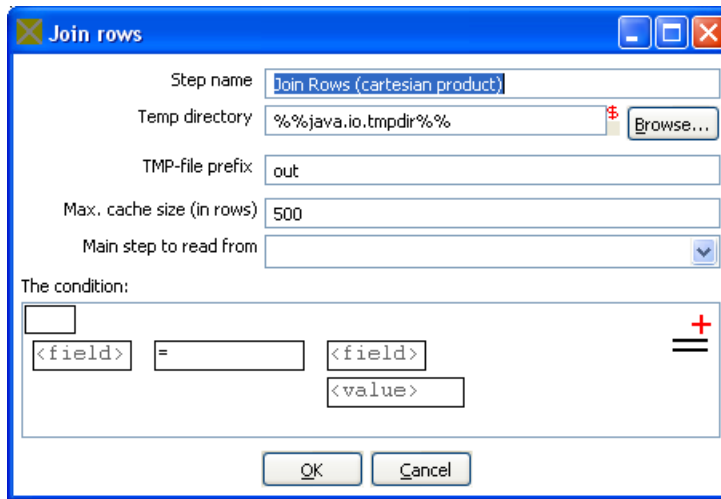 Join rows
Step name Join Rows (cartesian product)
Temp directory %%java.io.tmpdir%% $ Browse...
TMP-file prefix out
Max. cache size (in rows) 500
Main step to read from
The condition:
+
<field> = <field>
<value>
OK Cancel